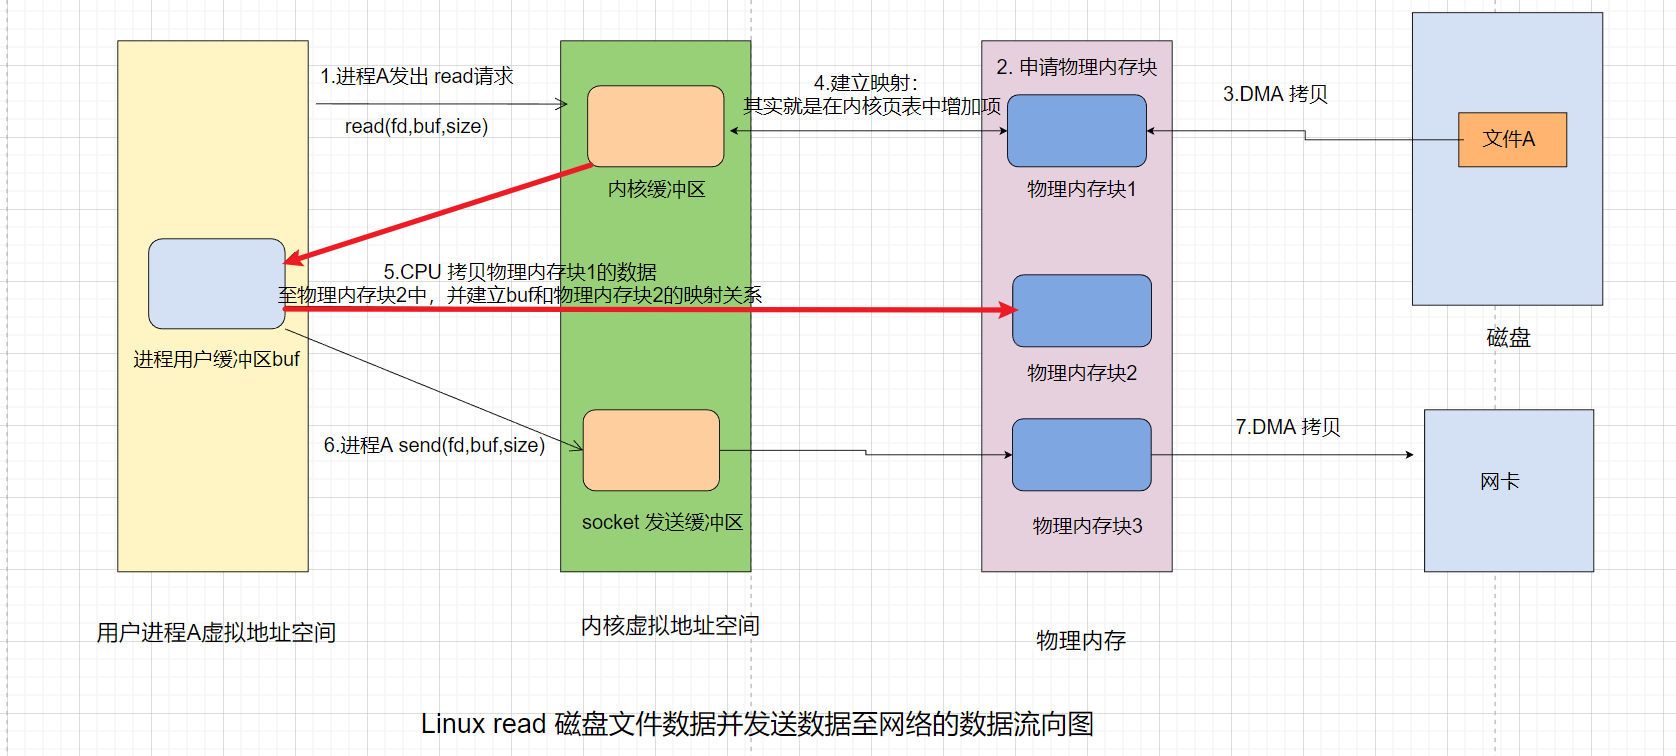 1.进程A发出 read请求
read(fd,buf,size)
4.建立映射：
其实就是在内核页表中增加项
2. 申请物理内存块
3.DMA 拷贝
文件A
内核缓冲区
物理内存块1
5.CPU 拷贝物理内存块1的数据
至物理内存块2中，并建立buf和物理内存块2的映射关系
磁盘
进程用户缓冲区buf
物理内存块2
6.进程A send(fd,buf,size)
7.DMA 拷贝
网卡
socket 发送缓冲区
物理内存块3
用户进程A虚拟地址空间
内核虚拟地址空间
物理内存
Linux read 磁盘文件数据并发送数据至网络的数据流向图